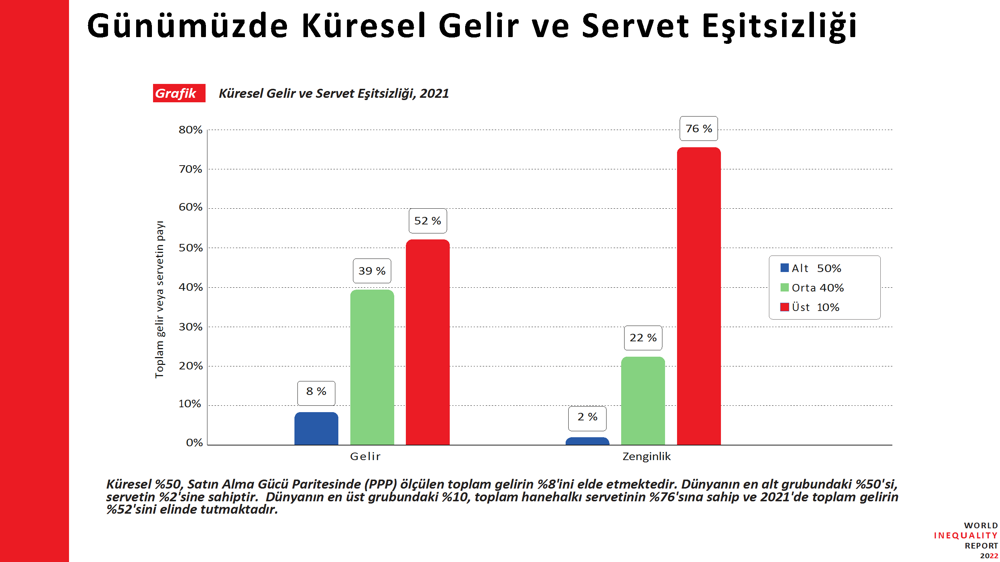 Günümüzde Küresel Gelir ve Servet Eşitsizliği
Grafik Küresel Gelir ve Servet Eşitsizliği, 2021
Toplam gelir veya servetin payı
80%
70%
60%
50%
40%
30%
20%
10%
0%
8 %
39 %
52 %
2 %
22 %
76 %
Gelir
Zenginlik
Alt 50%
Orta 40%
Üst 10%
Küresel %50, Satın Alma Gücü Paritesinde (PPP) ölçülen toplam gelirin %8'ini elde etmektedir. Dünyanın en alt grubundaki %50'si,
servetin %2'sine sahiptir. Dünyanın en üst grubundaki %10, toplam hanehalkı servetinin %76'sına sahip ve 2021'de toplam gelirin
%52'sini elinde tutmaktadır.
WORLD
INEQUALITY
REPORT
2022